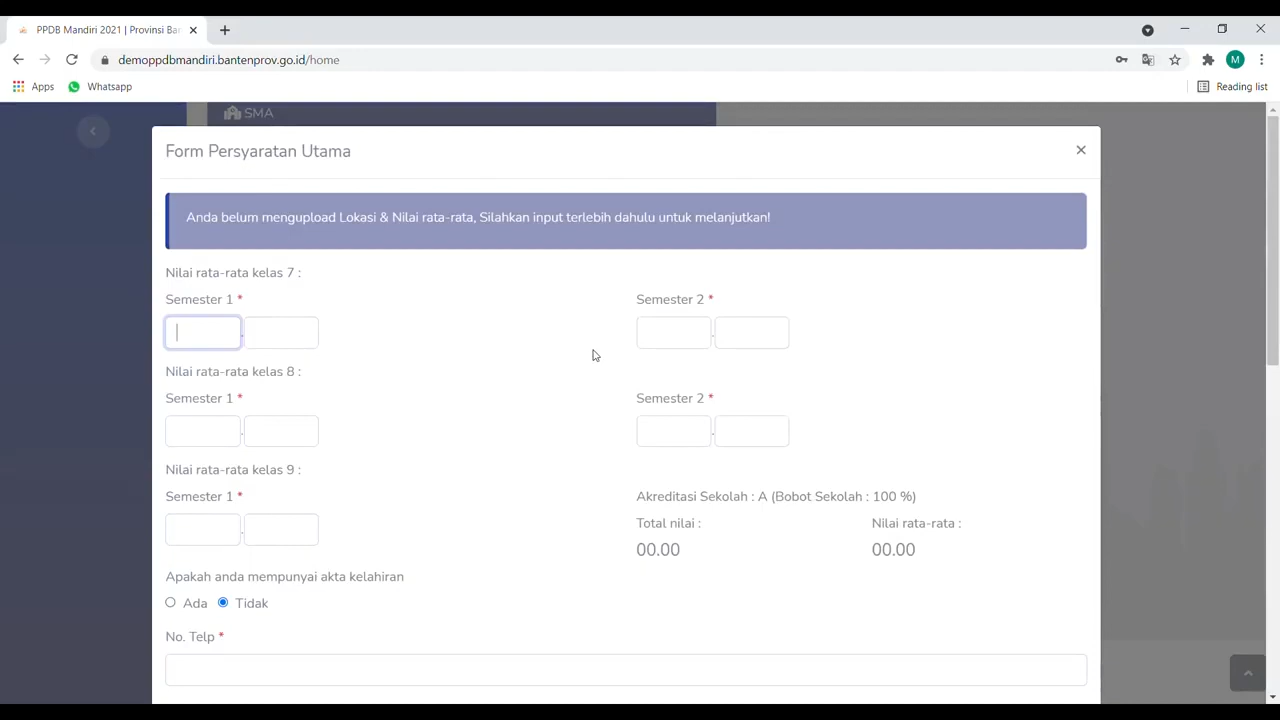 PPDB Mandiri 2021 | Provinsi Ban
demoppdbmandiri.bantenprov.go.id/home
M
Apps
Whatsapp
Reading list
SMA
Form Persyaratan Utama
Anda belum mengupload Lokasi & Nilai rata-rata, Silahkan input terlebih dahulu untuk melanjutkan!
Nilai rata-rata kelas 7 :
Semester 1 *
Semester 2 *
Nilai rata-rata kelas 8 :
Semester 1 *
Semester 2 *
Nilai rata-rata kelas 9 :
Semester 1 *
Akreditasi Sekolah : A (Bobot Sekolah : 100 %)
Total nilai :
Nilai rata-rata :
00.00
00.00
Apakah anda mempunyai akta kelahiran
Ada
Tidak
No. Telp *